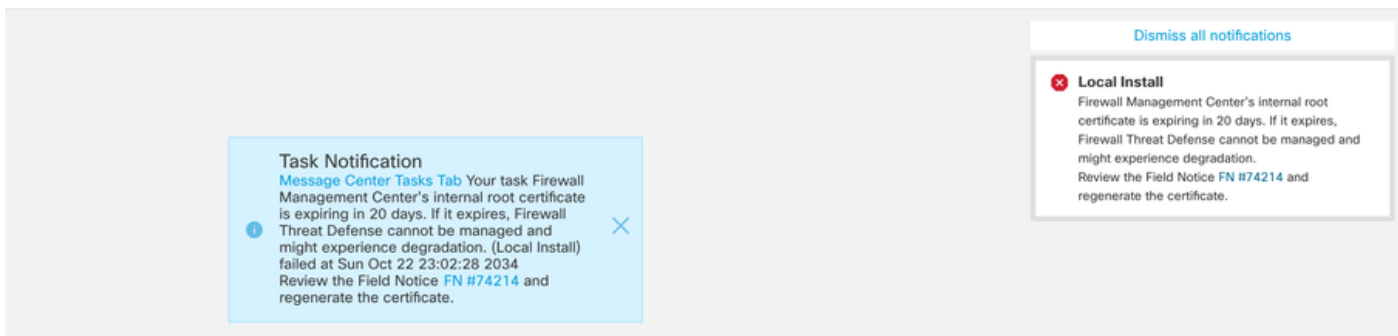 Dismiss all notifications
Local Install
Firewall Management Center's internal root
certificate is expiring in 20 days. If it expires,
Firewall Threat Defense cannot be managed and
might experience degradation.
Review the Field Notice FN #74214 and
regenerate the certificate.
Task Notification
Message Center Tasks Tab Your task Firewall
Management Center's internal root certificate
is expiring in 20 days. If it expires, Firewall
Threat Defense cannot be managed and
might experience degradation. (Local Install)
failed at Sun Oct 22 23:02:28 2034
Review the Field Notice FN #74214 and
regenerate the certificate.